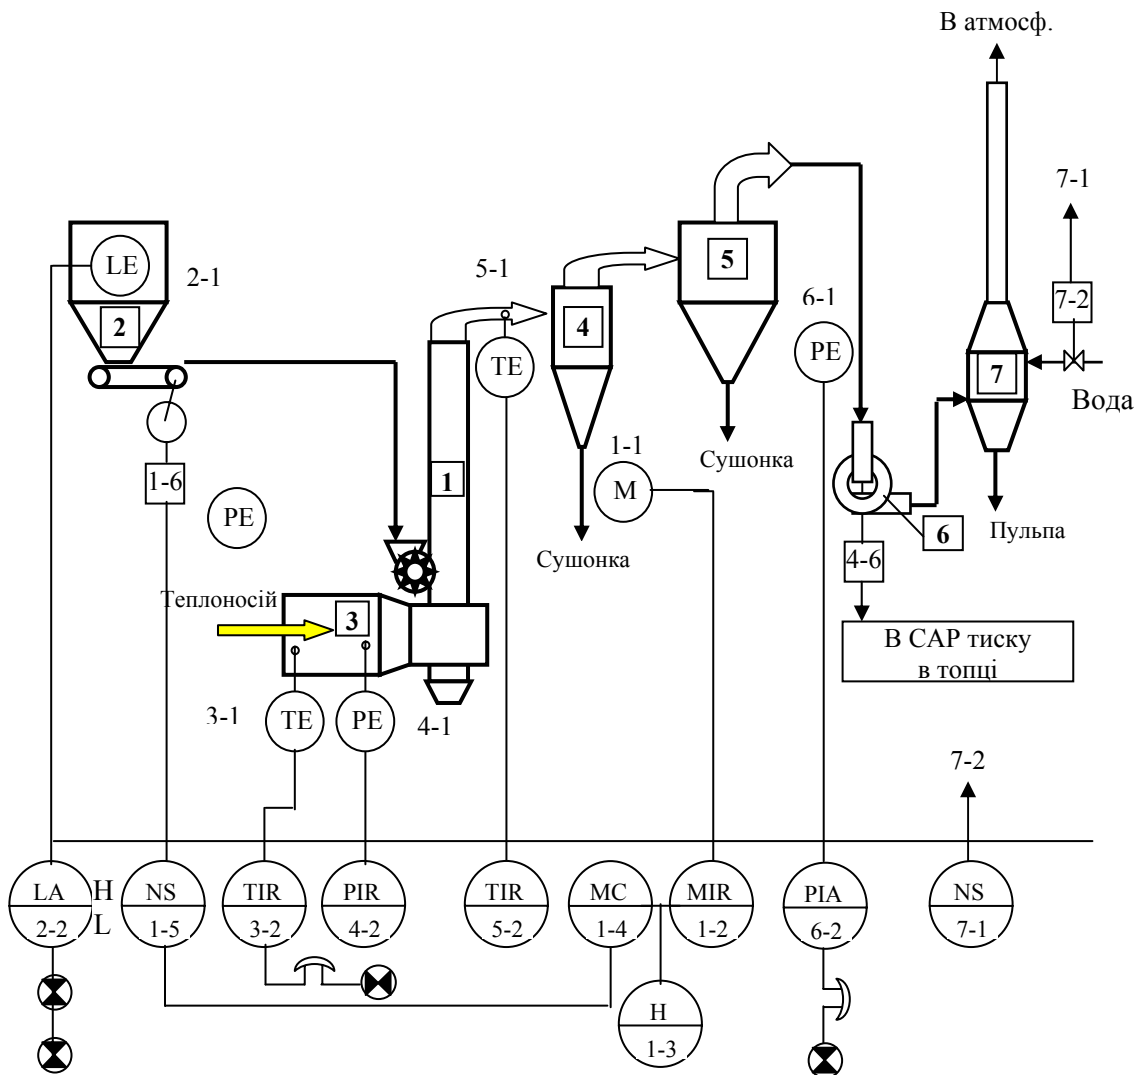 В атмосф.
7-1
7-2
LE
2-1
2
5-1
4
5
6-1
TE
PE
7
Вода
1-6
1
1-1
M
Сушонка
PE
6
Пульпа
Сушонка
4-6
Теплоносій
3
В САР тиску
в топці
3-1
TE
PE
4-1
7-2
LA
2-2
H
L
NS
1-5
TIR
3-2
PIR
4-2
TIR
5-2
MC
1-4
MIR
1-2
PIA
6-2
NS
7-1
H
1-3